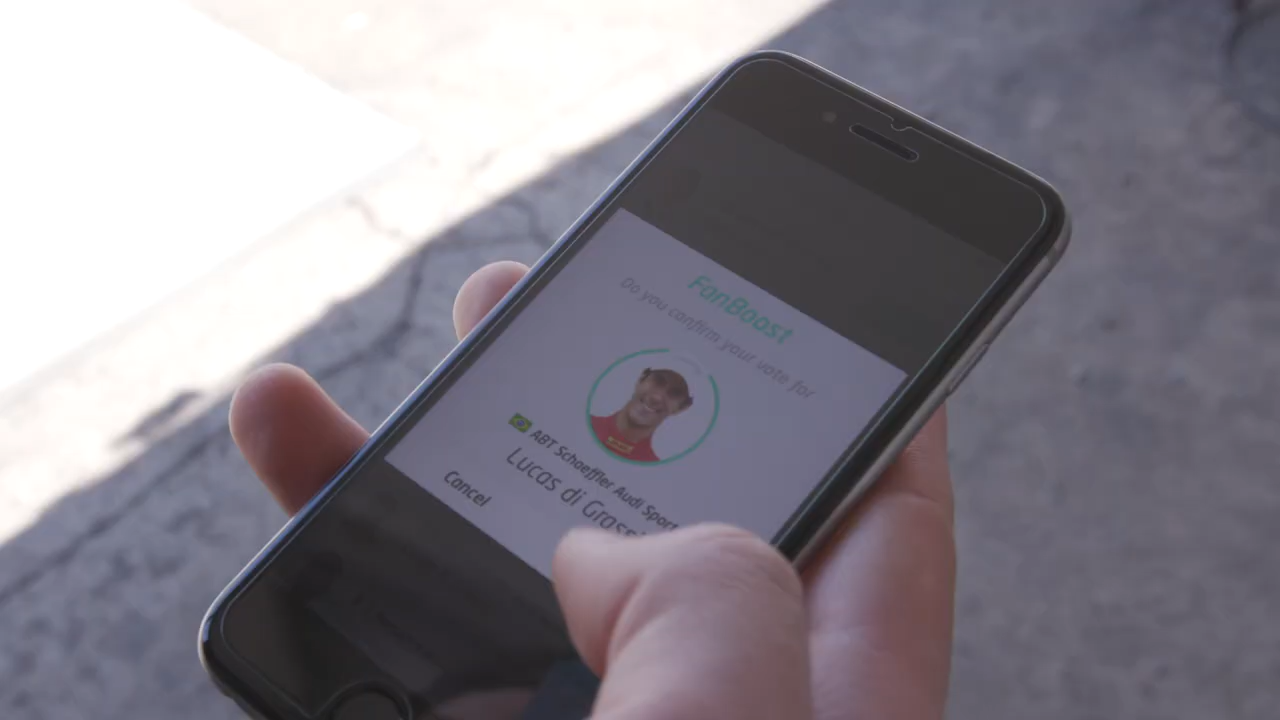 FanBoost
Do you confirm your vote for
ABT Schaeffler Audi Sport
Lucas di Grassi
Cancel